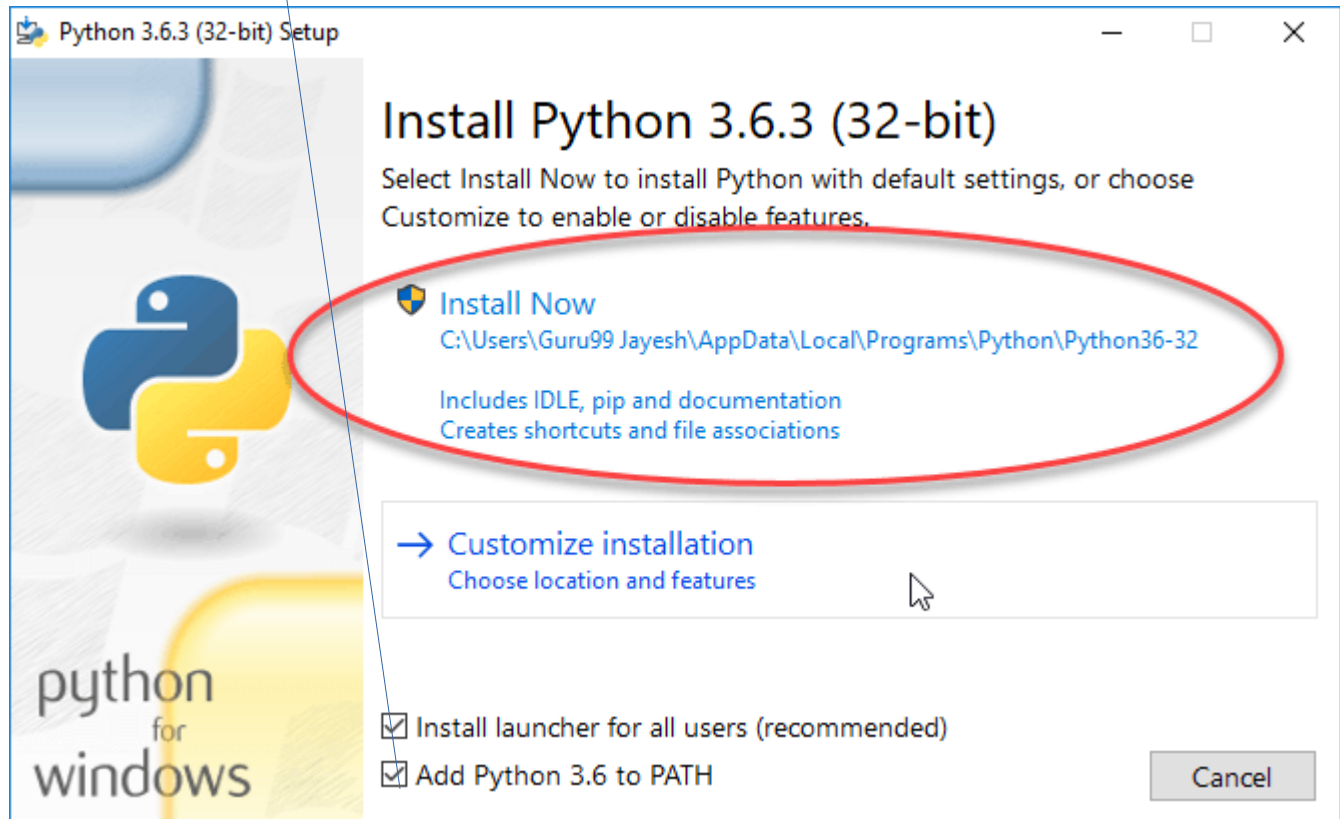 Python 3.6.3 (32-bit) Setup
Install Python 3.6.3 (32-bit)
Select Install Now to install Python with default settings, or choose
Customize to enable or disable features.
Install Now
C:\Users\Guru99 Jayesh\AppData\Local\Programs\Python\Python36-32
Includes IDLE, pip and documentation
Creates shortcuts and file associations
Customize installation
Choose location and features
python
for
windows
Install launcher for all users (recommended)
Add Python 3.6 to PATH
Cancel